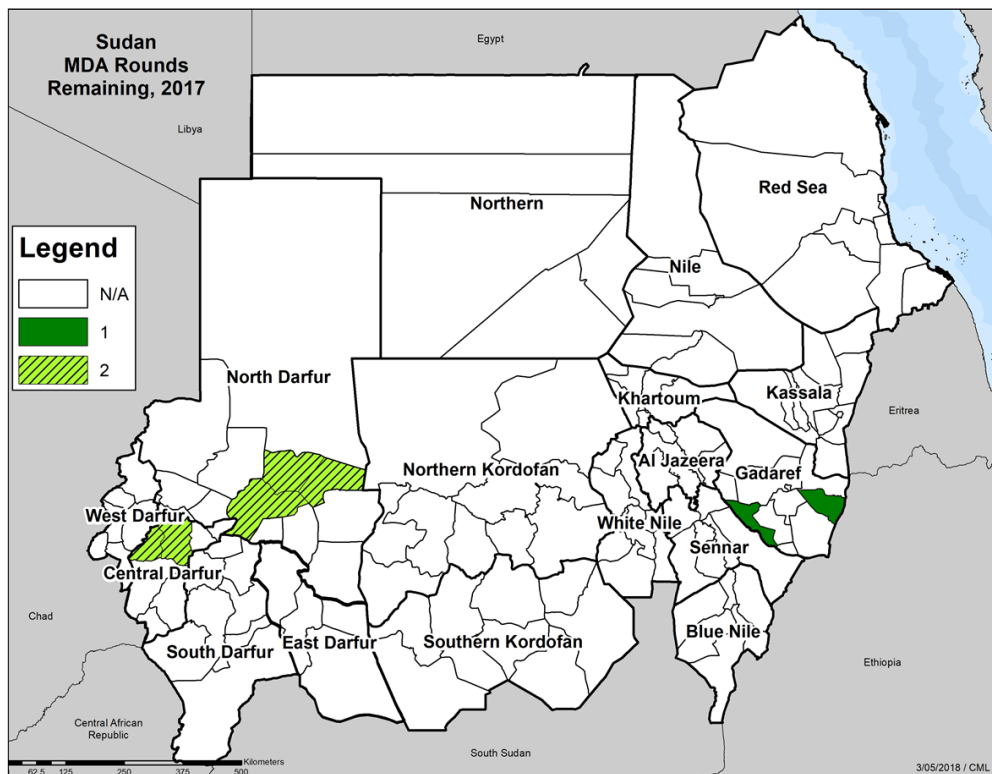 Sudan
MDA Rounds
Remaining, 2017
Egypt
Libya
Red Sea
Northern
Legend
N/A
1
2
Nile
North Darfur
Khartoum
Kassala
Eritrea
Northern Kordofan
Al Jazeera
Gadaref
West Darfur
White Nile
Sennar
Central Darfur
Chad
South Darfur
East Darfur
Southern Kordofan
Blue Nile
Ethiopia
Central African
Republic
South Sudan
Kilometers
0 62.5 125 250 375 500
3/05/2018 / CML